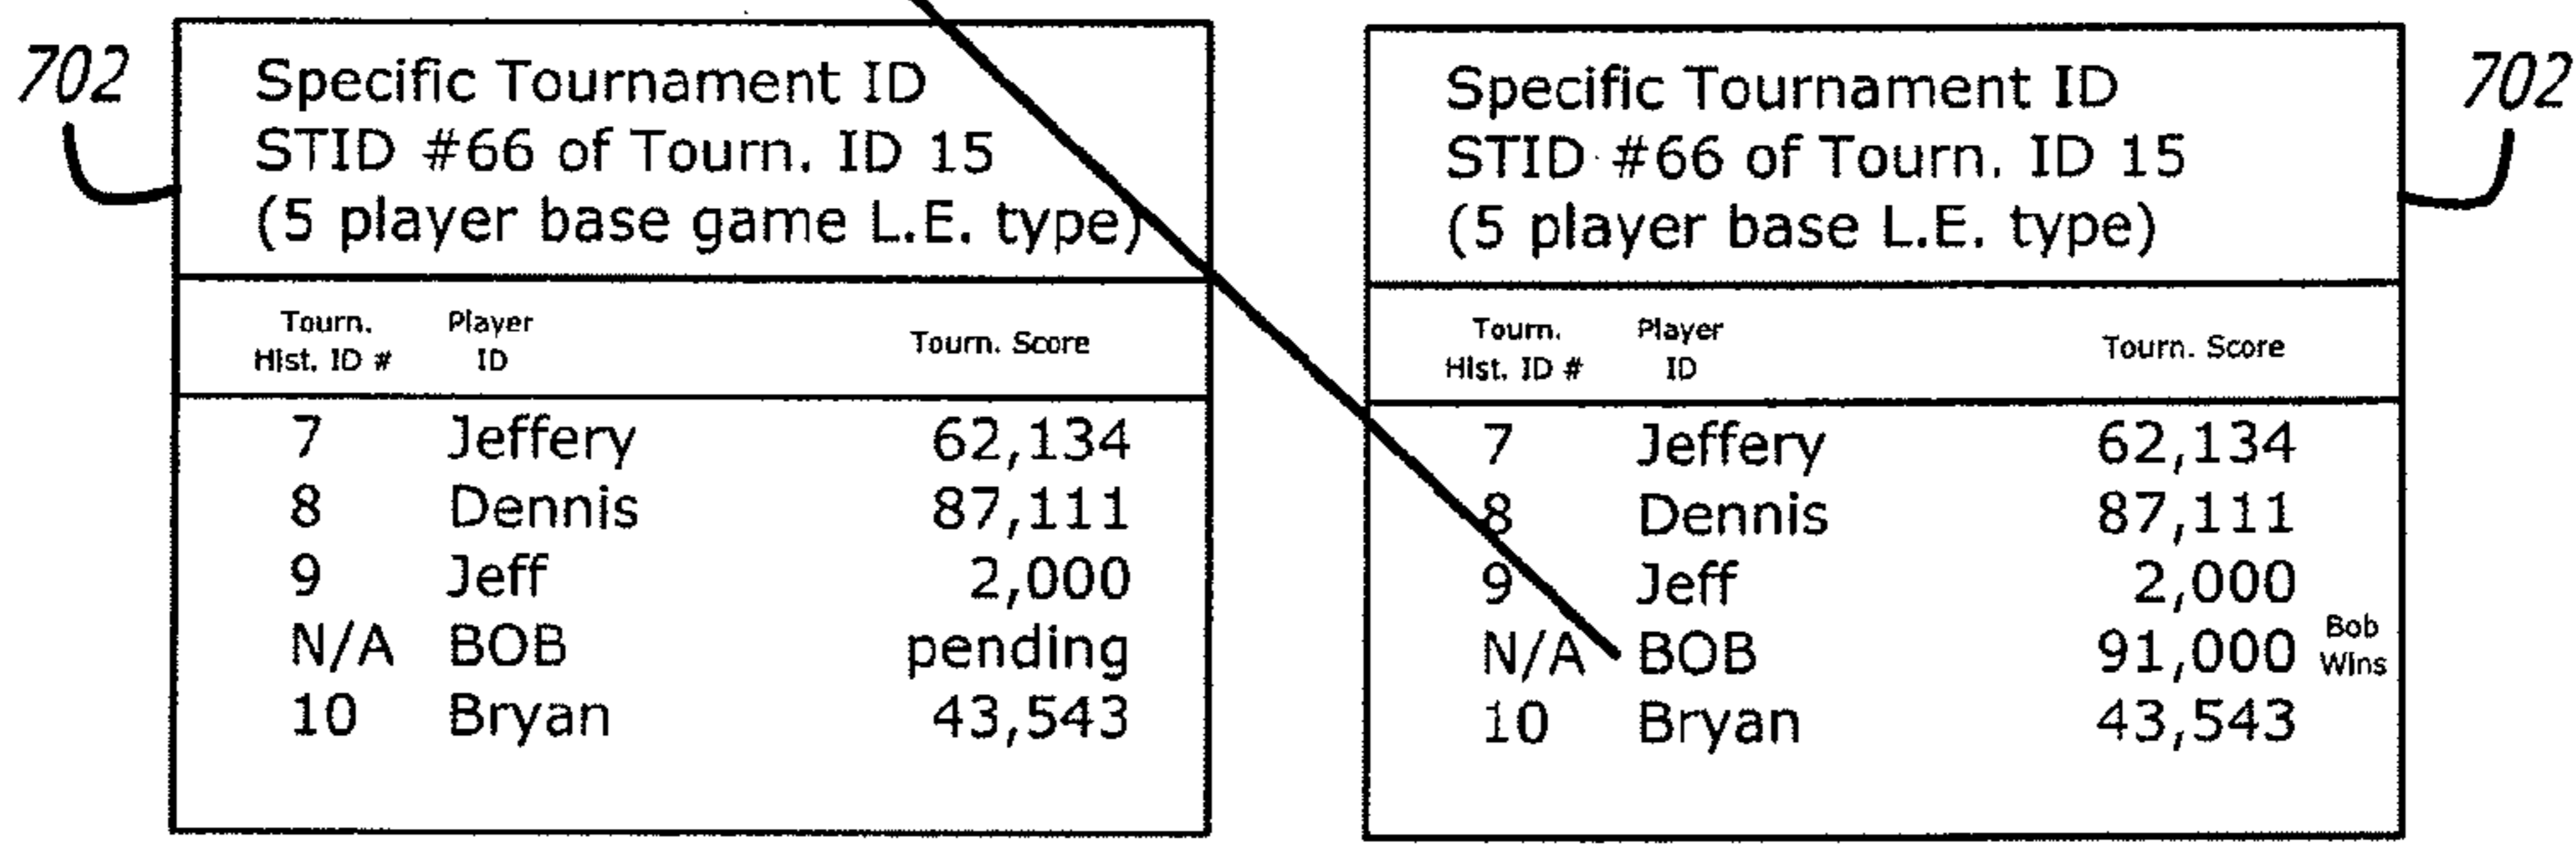 702
Specific Tournament ID
STID #66 of Tourn. ID 15
(5 player base game L.E. type)
Tourn. Player
Hist. ID # ID Tourn. Score
7 Jeffery 62,134
8 Dennis 87,111
9 Jeff 2,000
N/A BOB pending
10 Bryan 43,543
702
Specific Tournament ID
STID #66 of Tourn. ID 15
(5 player base L.E. type)
Tourn. Player
Hist. ID # ID Tourn. Score
7 Jeffery 62,134
8 Dennis 87,111
9 Jeff 2,000
N/A BOB 91,000 Bob Wins
10 Bryan 43,543